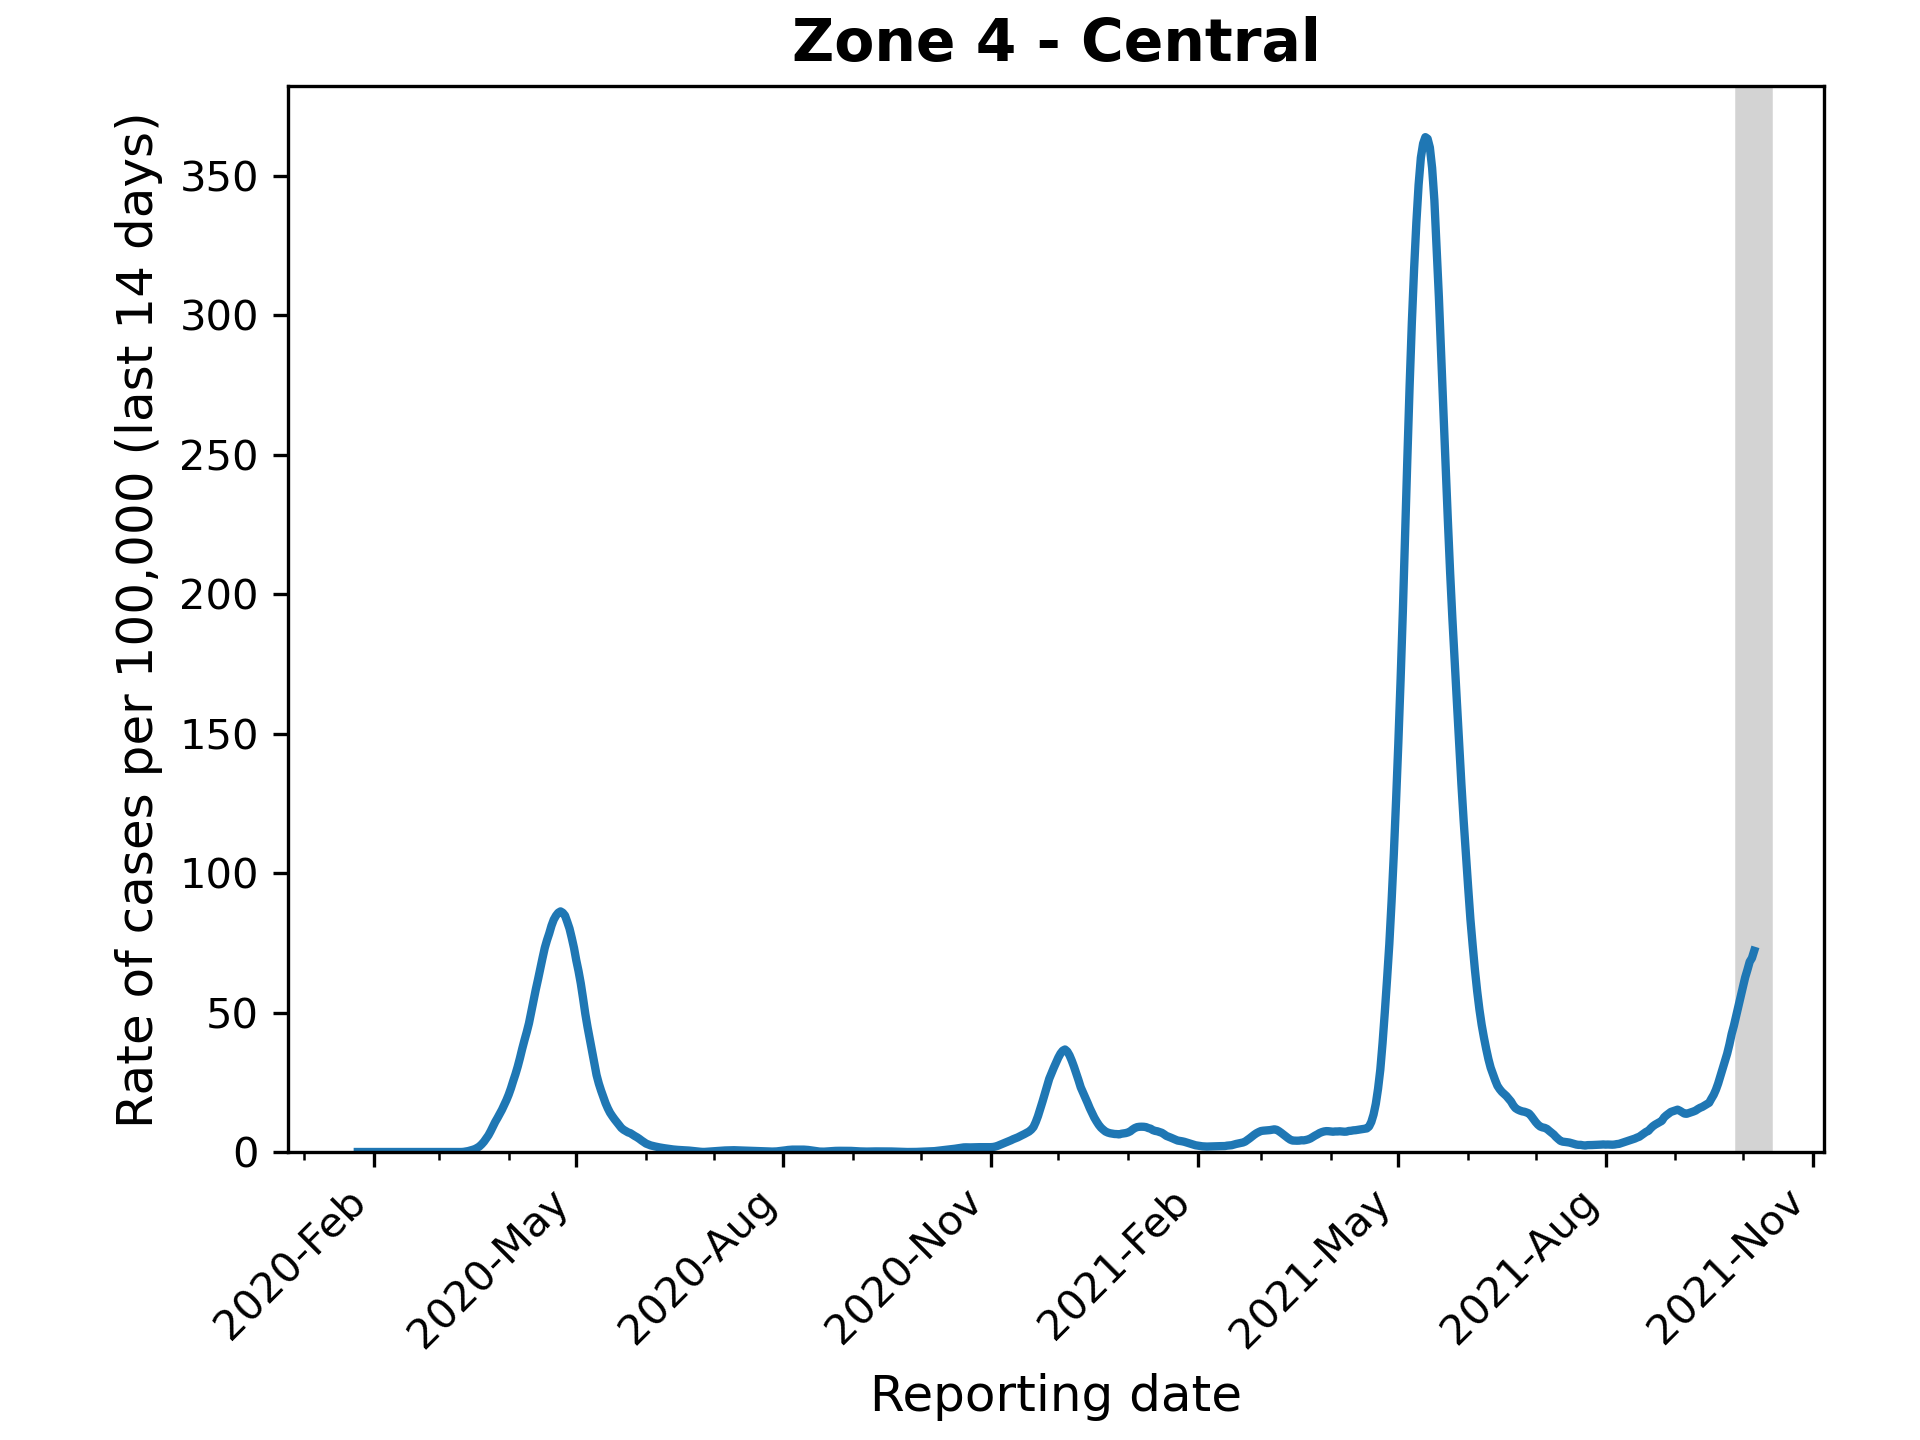 Zone 4 - Central
Rate of cases per 100,000 (last 14 days)
350
300
250
200
150
100
50
0
2020-Feb
2020-May
2020-Aug
2020-Nov
2021-Feb
2021-May
2021-Aug
2021-Nov
Reporting date